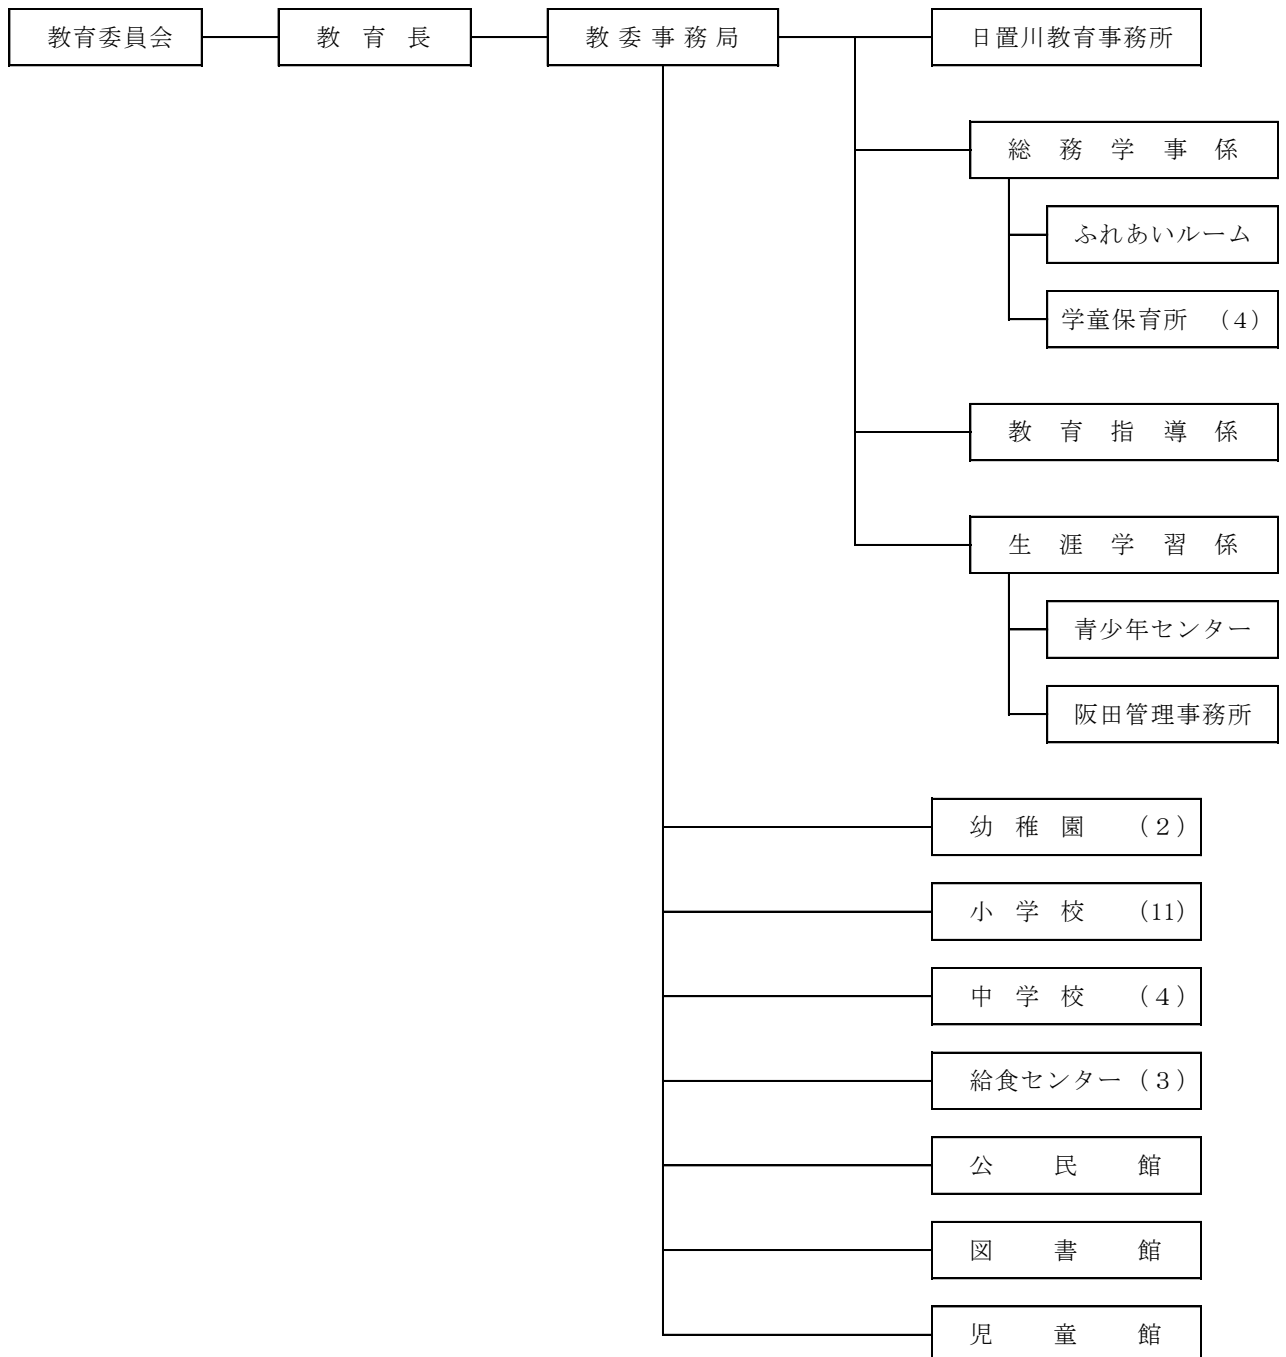 教育委員会 教育長 教委事務局 日置川教育事務所
総務学事係
ふれあいルーム
学童保育所 (4)
教育指導係
生涯学習係
青少年センター
阪田管理事務所
幼稚園 (2)
小学校 (11)
中学校 (4)
給食センター (3)
公民館
図書館
児童館